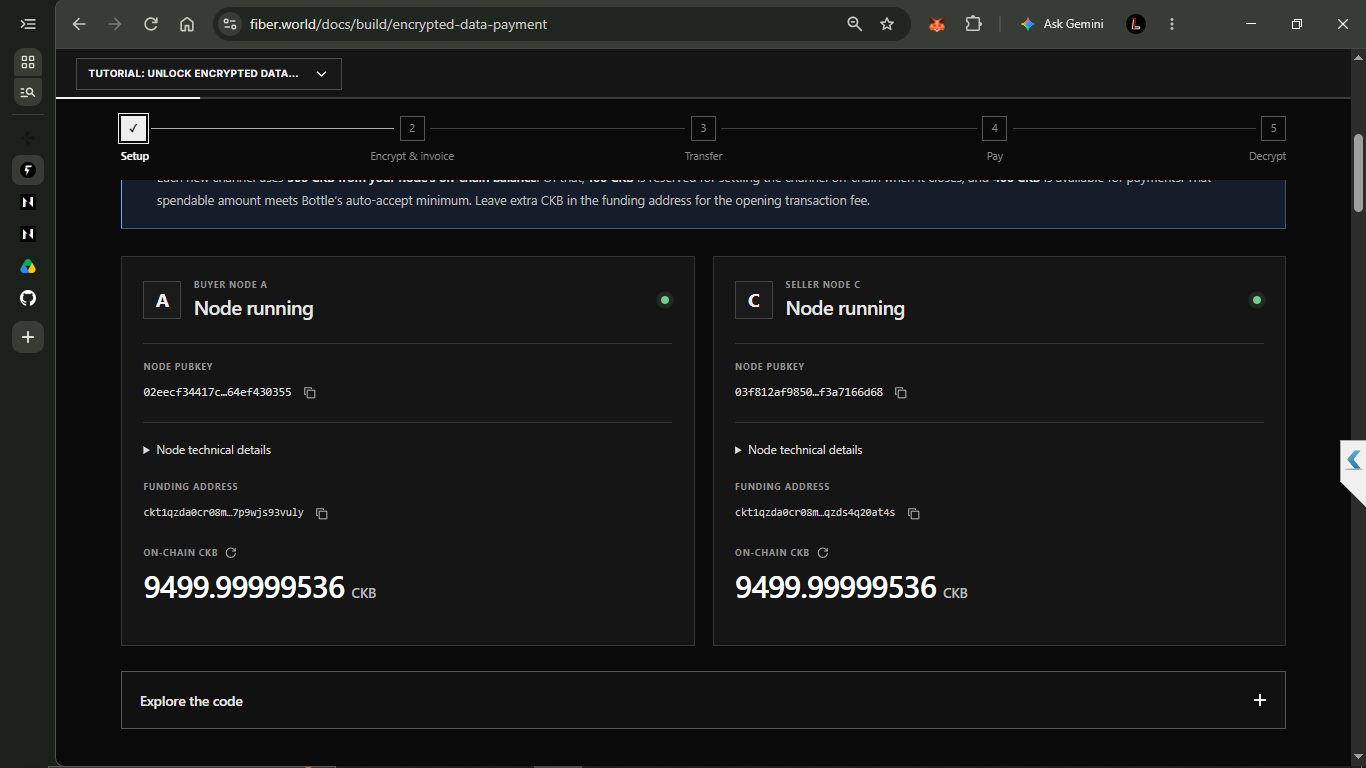 fiber.world/docs/build/encrypted-data-payment
Ask Gemini
TUTORIAL: UNLOCK ENCRYPTED DATA...
✓ 2 3 4 5
Setup Encrypt & invoice Transfer Pay Decrypt
spendable amount meets Bottle's auto-accept minimum. Leave extra CKB in the funding address for the opening transaction fee.
A
BUYER NODE A
Node running
NODE PUBKEY
02eecf34417c…64ef430355
Node technical details
FUNDING ADDRESS
ckt1qzda0cr08m…7p9wjs93vuly
ON-CHAIN CKB
9499.99999536 CKB
C
SELLER NODE C
Node running
NODE PUBKEY
03f812af9850…f3a7166d68
Node technical details
FUNDING ADDRESS
ckt1qzda0cr08m…qzds4q20at4s
ON-CHAIN CKB
9499.99999536 CKB
Explore the code